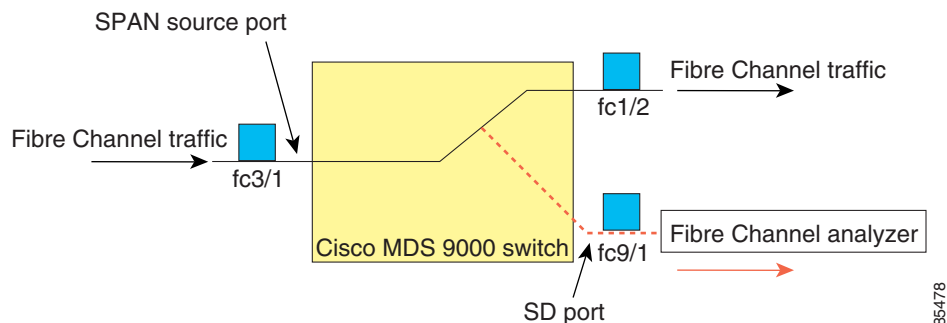 SPAN source port
Fibre Channel traffic
fc1/2
Fibre Channel traffic
fc3/1
Cisco MDS 9000 switch
fc9/1
Fibre Channel analyzer
SD port
85478